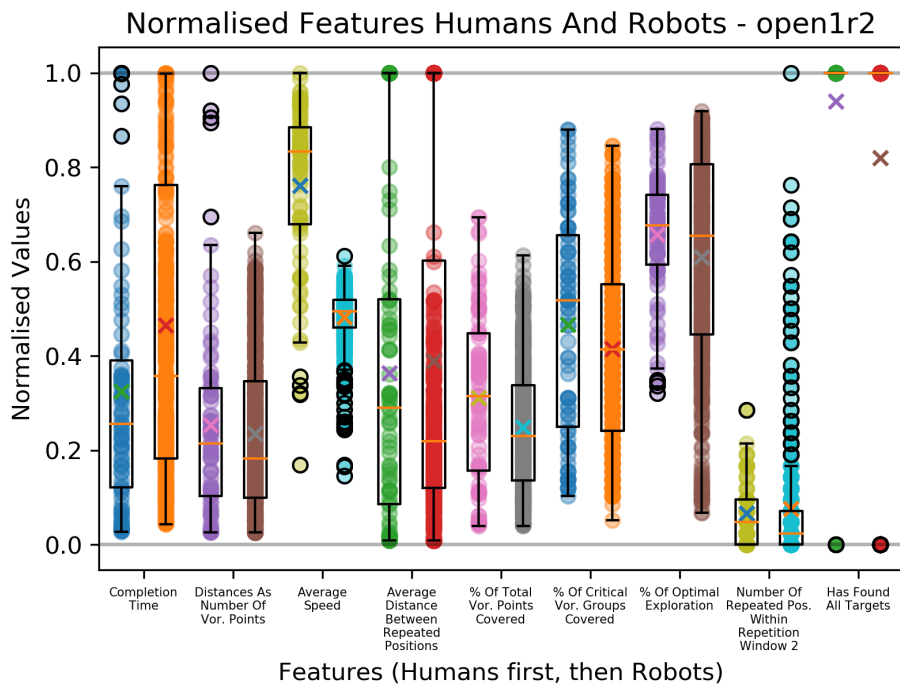 Normalised Features Humans And Robots - open1r2
Normalised Values
1.0
0.8
0.6
0.4
0.2
0.0
Completion
Time
Distances As
Number Of
Vor. Points
Average
Speed
Average
Distance
Between
Repeated
Positions
% Of Total
Vor. Points
Covered
% Of Critical
Vor. Groups
Covered
% Of Optimal
Exploration
Number Of
Repeated Pos.
Within
Repetition
Window 2
Has Found
All Targets
Features (Humans first, then Robots)